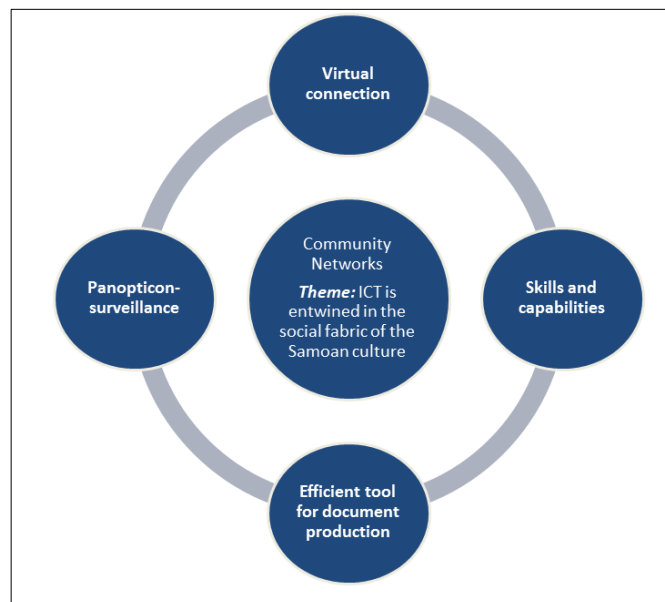 Virtual
connection
Community
Networks
Theme: ICT is
entwined in the
social fabric of the
Samoan culture
Panopticon-
surveillance
Skills and
capabilities
Efficient tool
for document
production